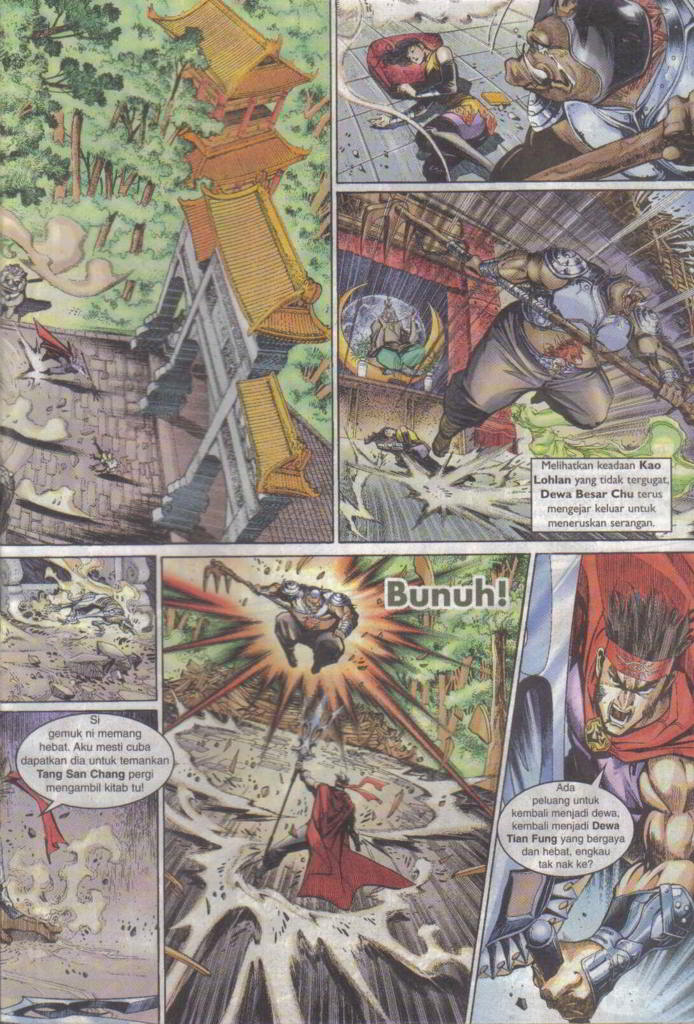 Melihatkan keadaan Kao
Lohlan yang tidak tergugat,
Dewa Besar Chu terus
mengejar keluar untuk
meneruskan serangan.
Bunuh!
Si
gemuk ni memang
hebat. Aku mesti cuba
dapatkan dia untuk temankan
Tang San Chang pergi
mengambil kitab tu!
Ada
peluang untuk
kembali menjadi dewa,
kembali menjadi Dewa
Tian Fung yang bergaya
dan hebat, engkau
tak nak ke?